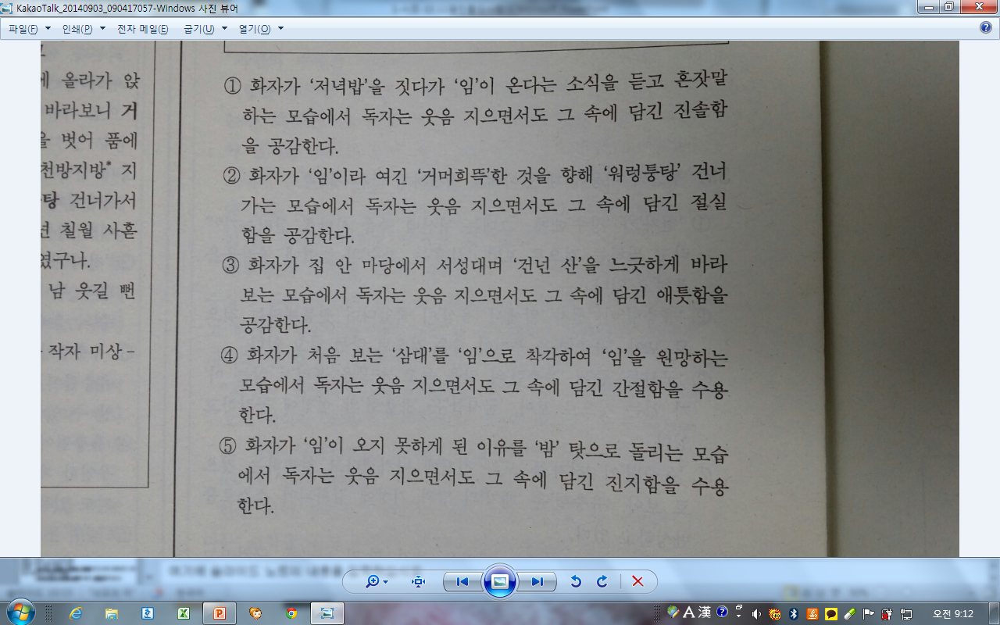 KakaoTalk_20140903_090417057-Windows 사진 뷰어
파일(F) 인쇄(P) 전자 메일(E) 굽기(U) 열기(O)
에 올라가 앉
바라보니 거
벗어 품에
천방지방* 지
건너가서
칠월 사흔
였구나.
남 웃길 뻔
작자 미상 -
① 화자가 ‘저녁밥’을 짓다가 ‘임’이 온다는 소식을 듣고 혼잣말
하는 모습에서 독자는 웃음 지으면서도 그 속에 담긴 진솔함
을 공감한다.
② 화자가 ‘임’이라 여긴 ‘거머희뜩’한 것을 향해 ‘워렁퉁탕’ 건너
가는 모습에서 독자는 웃음 지으면서도 그 속에 담긴 절실
함을 공감한다.
③ 화자가 집 안 마당에서 서성대며 ‘건넌 산’을 느긋하게 바라
보는 모습에서 독자는 웃음 지으면서도 그 속에 담긴 애틋함을
공감한다.
④ 화자가 처음 보는 ‘삼대’를 ‘임’으로 착각하여 ‘임’을 원망하는
모습에서 독자는 웃음 지으면서도 그 속에 담긴 간절함을 수용
한다.
⑤ 화자가 ‘임’이 오지 못하게 된 이유를 ‘밤’ 탓으로 돌리는 모습
에서 독자는 웃음 지으면서도 그 속에 담긴 진지함을 수용
한다.
A 漢
오전 9:12